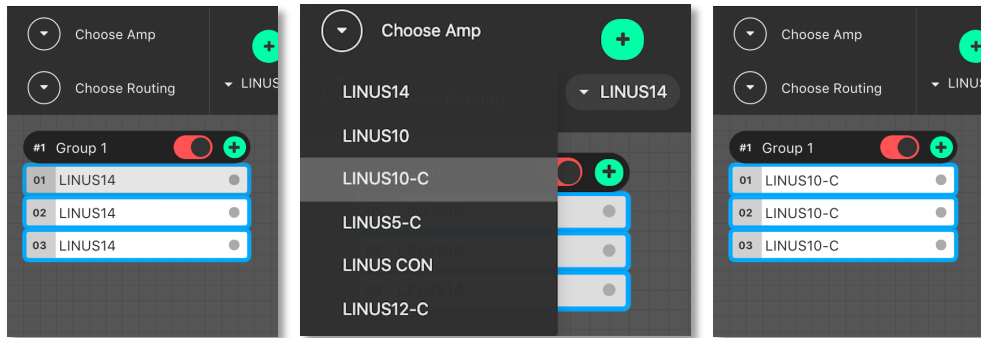 Choose Amp
Choose Routing
LINUS
#1 Group 1
01 LINUS14
02 LINUS14
03 LINUS14
Choose Amp
LINUS14
LINUS14
LINUS10
LINUS10-C
LINUS5-C
LINUS CON
LINUS12-C
Choose Amp
Choose Routing
LINUS
#1 Group 1
01 LINUS10-C
02 LINUS10-C
03 LINUS10-C